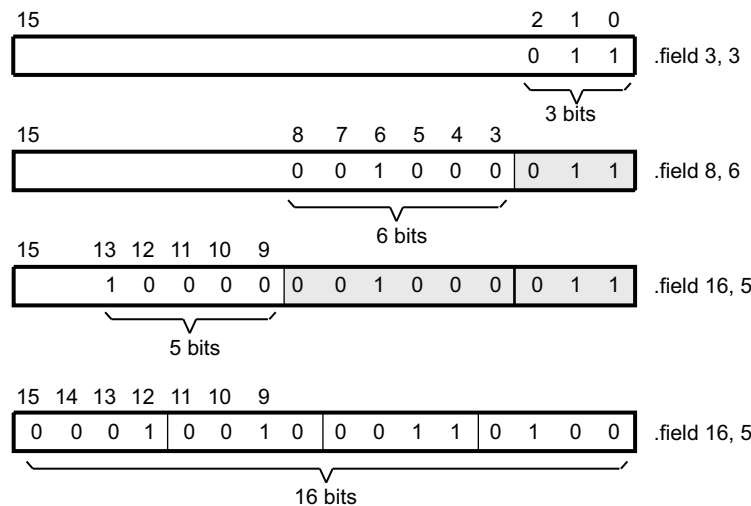 15 2 1 0
0 1 1 .field 3, 3
3 bits
15 8 7 6 5 4 3
0 0 1 0 0 0 0 1 1 .field 8, 6
6 bits
15 13 12 11 10 9
1 0 0 0 0 0 0 1 0 0 0 0 1 1 .field 16, 5
5 bits
15 14 13 12 11 10 9
0 0 0 1 0 0 1 0 0 0 1 1 0 1 0 0 .field 16, 5
16 bits